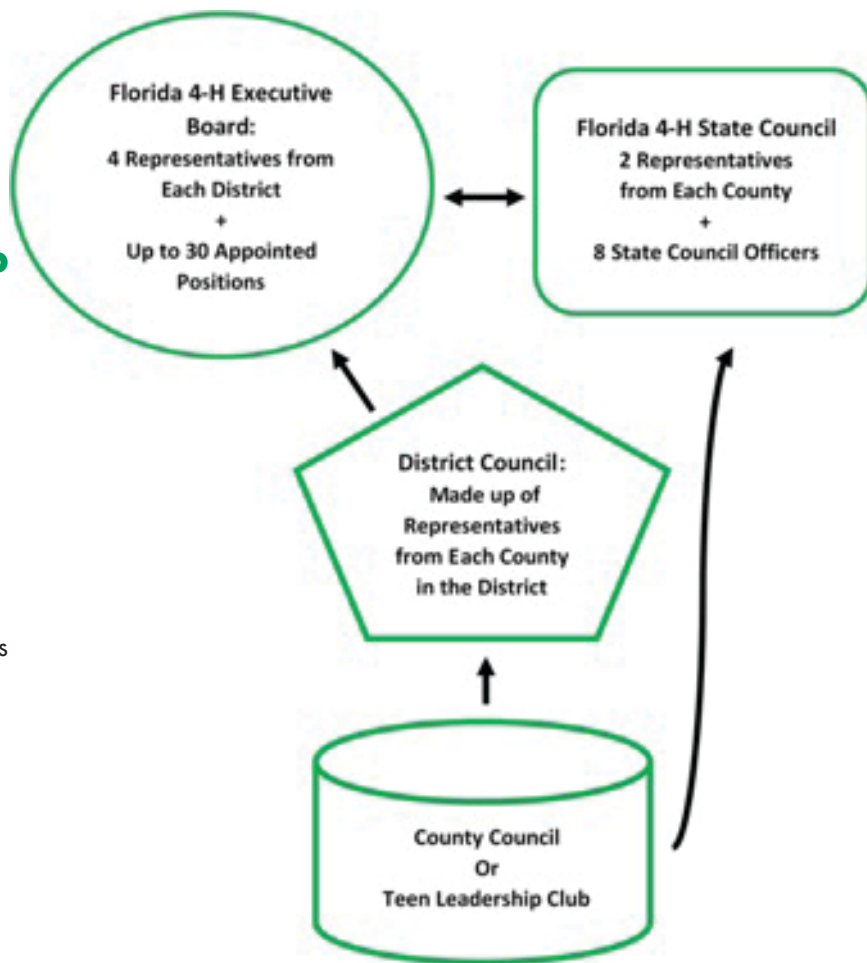 Florida 4-H Executive
Board:
4 Representatives from
Each District
+
Up to 30 Appointed
Positions
Florida 4-H State Council
2 Representatives
from Each County
+
8 State Council Officers
District Council:
Made up of
Representatives
from Each County
in the District
s
County Council
Or
Teen Leadership Club